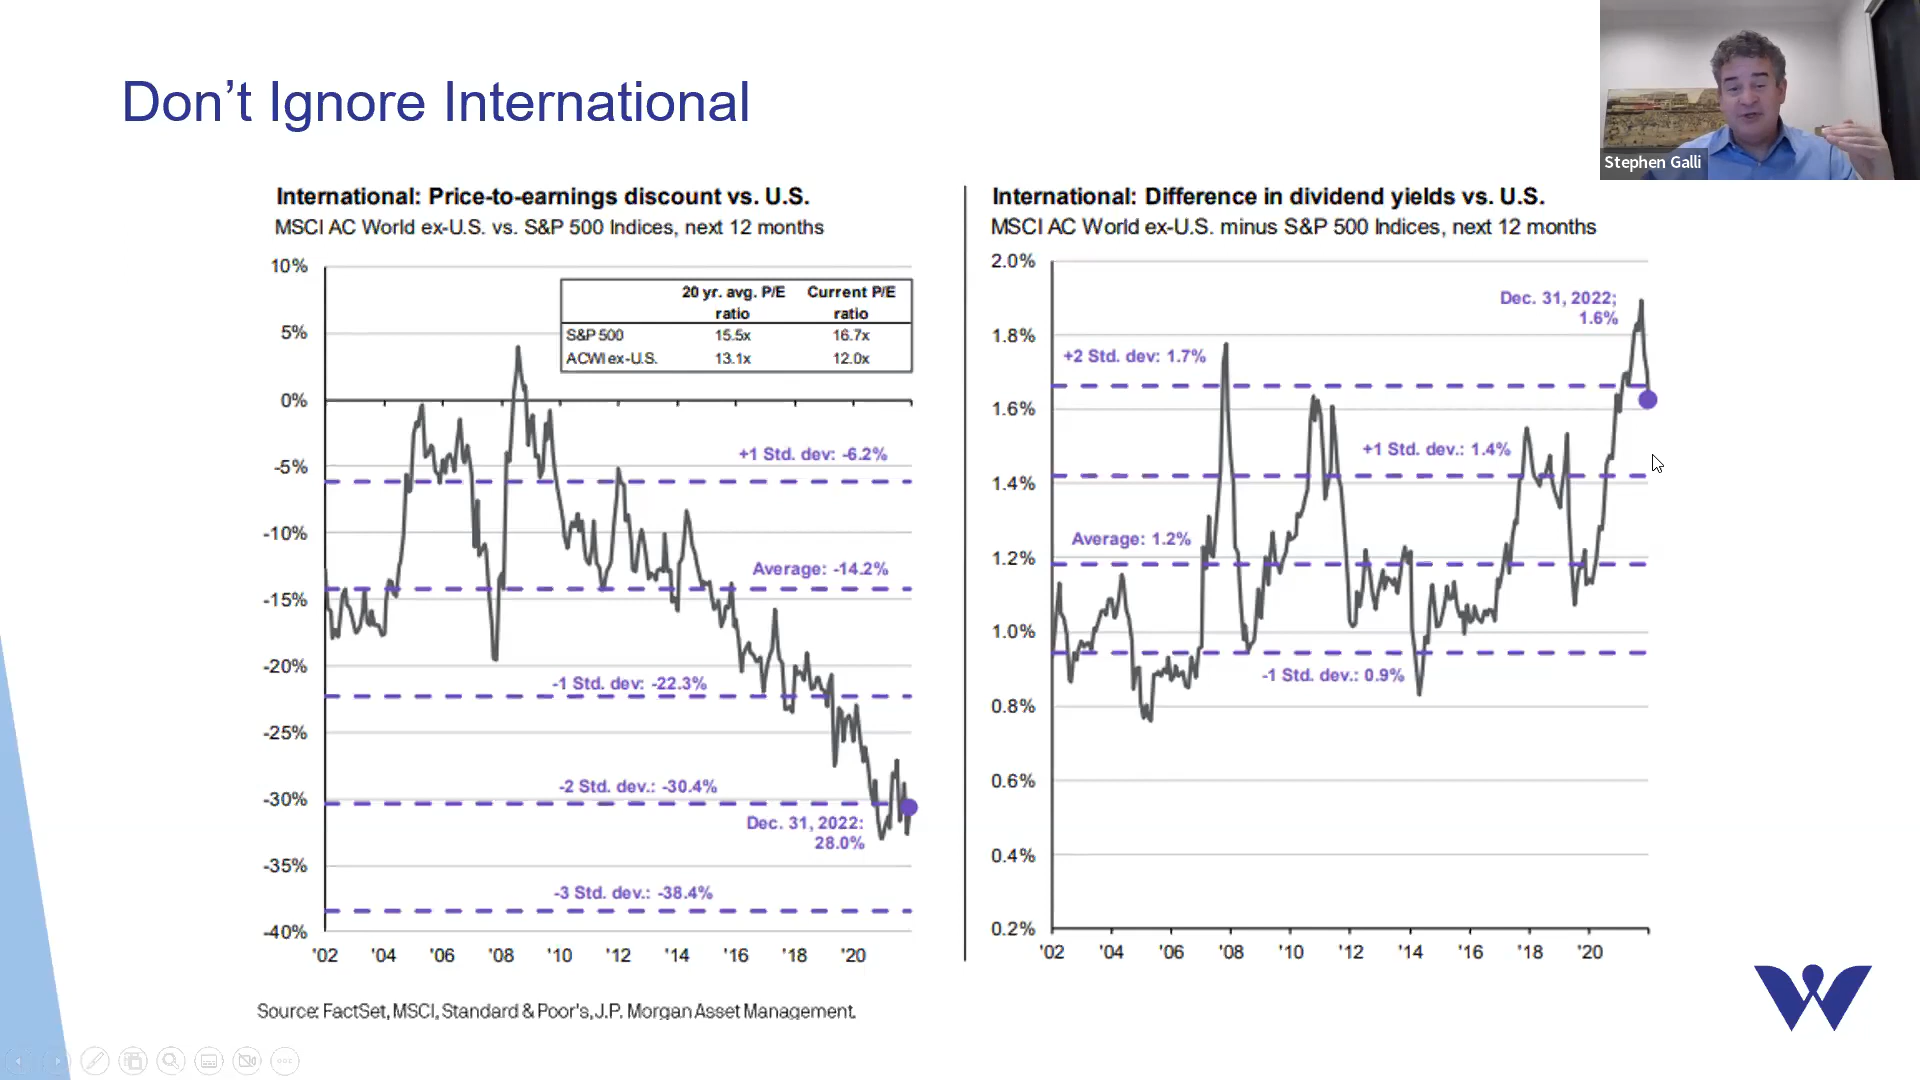 Don't Ignore International
Stephen Galli
International: Price-to-earnings discount vs. U.S.
MSCI AC World ex-U.S. vs. S&P 500 Indices, next 12 months
10%
5%
0%
-5%
-10%
-15%
-20%
-25%
-30%
-35%
-40%
20 yr. avg. P/E Current P/E
ratio ratio
S&P 500 15.5x 16.7x
ACWI ex-U.S. 13.1x 12.0x
+1 Std. dev: -6.2%
Average: -14.2%
-1 Std. dev: -22.3%
-2 Std. dev.: -30.4%
Dec. 31, 2022:
28.0%
-3 Std. dev.: -38.4%
'02 '04 '06 '08 '10 '12 '14 '16 '18 '20
International: Difference in dividend yields vs. U.S.
MSCI AC World ex-U.S. minus S&P 500 Indices, next 12 months
2.0%
1.8%
1.6%
1.4%
1.2%
1.0%
0.8%
0.6%
0.4%
0.2%
Dec. 31, 2022;
1.6%
+2 Std. dev: 1.7%
+1 Std. dev.: 1.4%
Average: 1.2%
-1 Std. dev.: 0.9%
'02 '04 '06 '08 '10 '12 '14 '16 '18 '20
Source: FactSet, MSCI, Standard & Poor's, J.P. Morgan Asset Management.